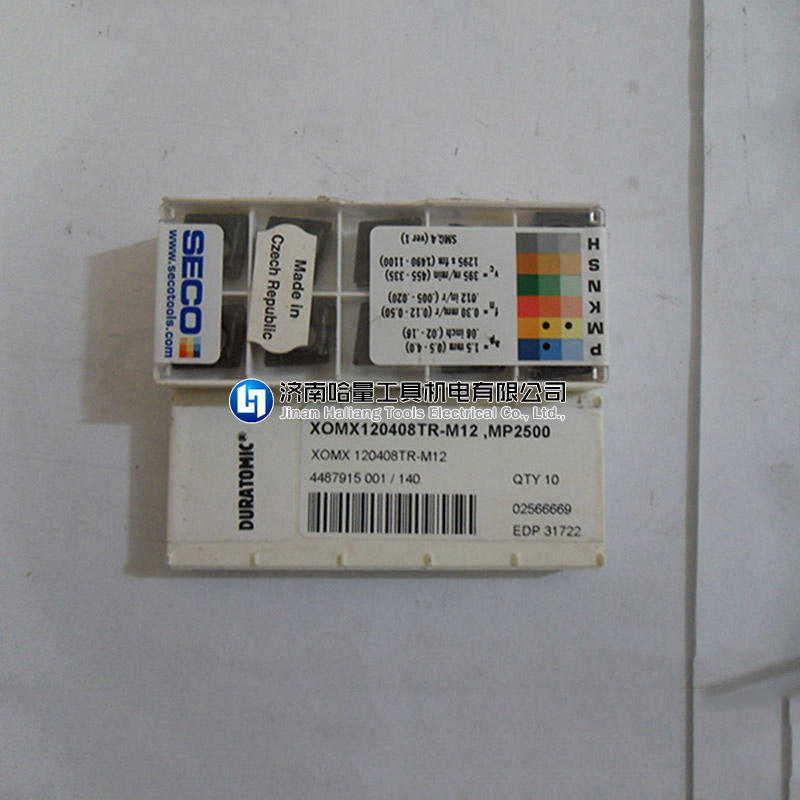 SECO
www.secotools.com
Made in
Czech Republic
SMG 4 (ver 1)
1295 s fm (1490 - 1100)
vc = 395 m/min (455 - 335)
.012 in/r (.005 - .020)
fn = 0.30 mm/r (0.12 - 0.50)
.06 inch (.02 - .16)
ap = 1.5 mm (0.5 - 4.0)
P M K N S H
济南哈量工具机电有限公司
Jinan Haliang Tools Electrical Co., Ltd.,
DURATOMIC®
XOMX120408TR-M12 ,MP2500
XOMX 120408TR-M12
4487915 001 / 140
QTY 10
02566669
EDP 31722